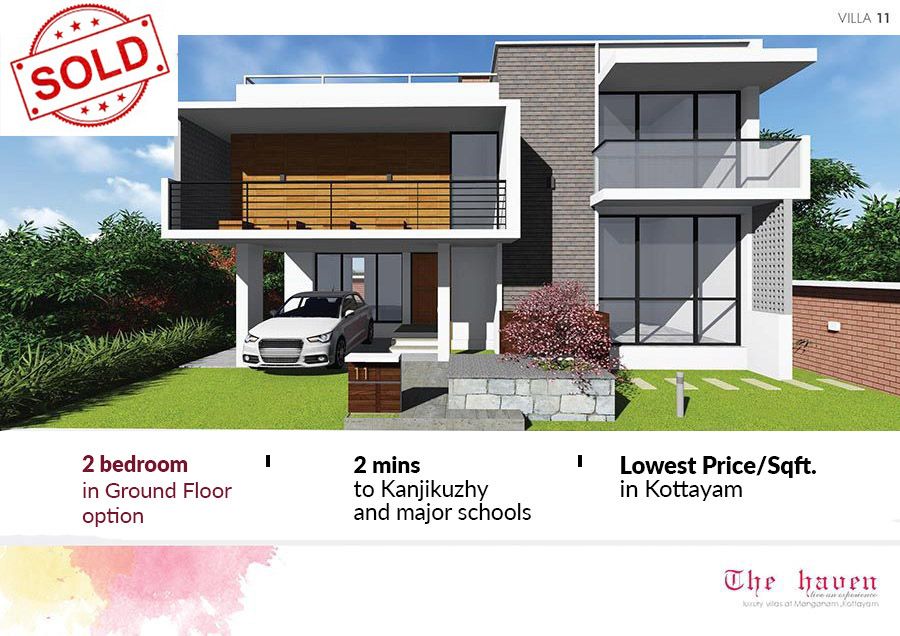 VILLA 11
SOLD
11
2 bedroom
in Ground Floor
option
2 mins
to Kanjikuzhy
and major schools
Lowest Price/Sqft.
in Kottayam
The haven
live an experience
luxury villas at Manganam, Kottayam